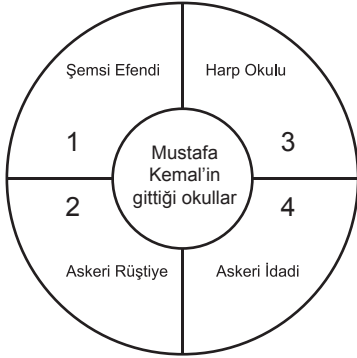 Şemsi Efendi
Harp Okulu
1
3
Mustafa
Kemal'in
gittiği okullar
2
4
Askeri Rüştiye
Askeri İdadi